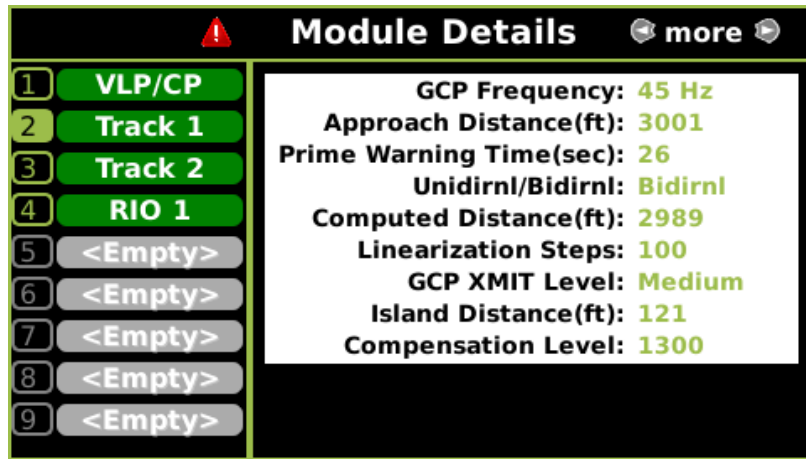 Module Details
more
1 VLP/CP
2 Track 1
3 Track 2
4 RIO 1
5 <Empty>
6 <Empty>
7 <Empty>
8 <Empty>
9 <Empty>
GCP Frequency: 45 Hz
Approach Distance(ft): 3001
Prime Warning Time(sec): 26
Unidirnl/Bidirnl: Bidirnl
Computed Distance(ft): 2989
Linearization Steps: 100
GCP XMIT Level: Medium
Island Distance(ft): 121
Compensation Level: 1300